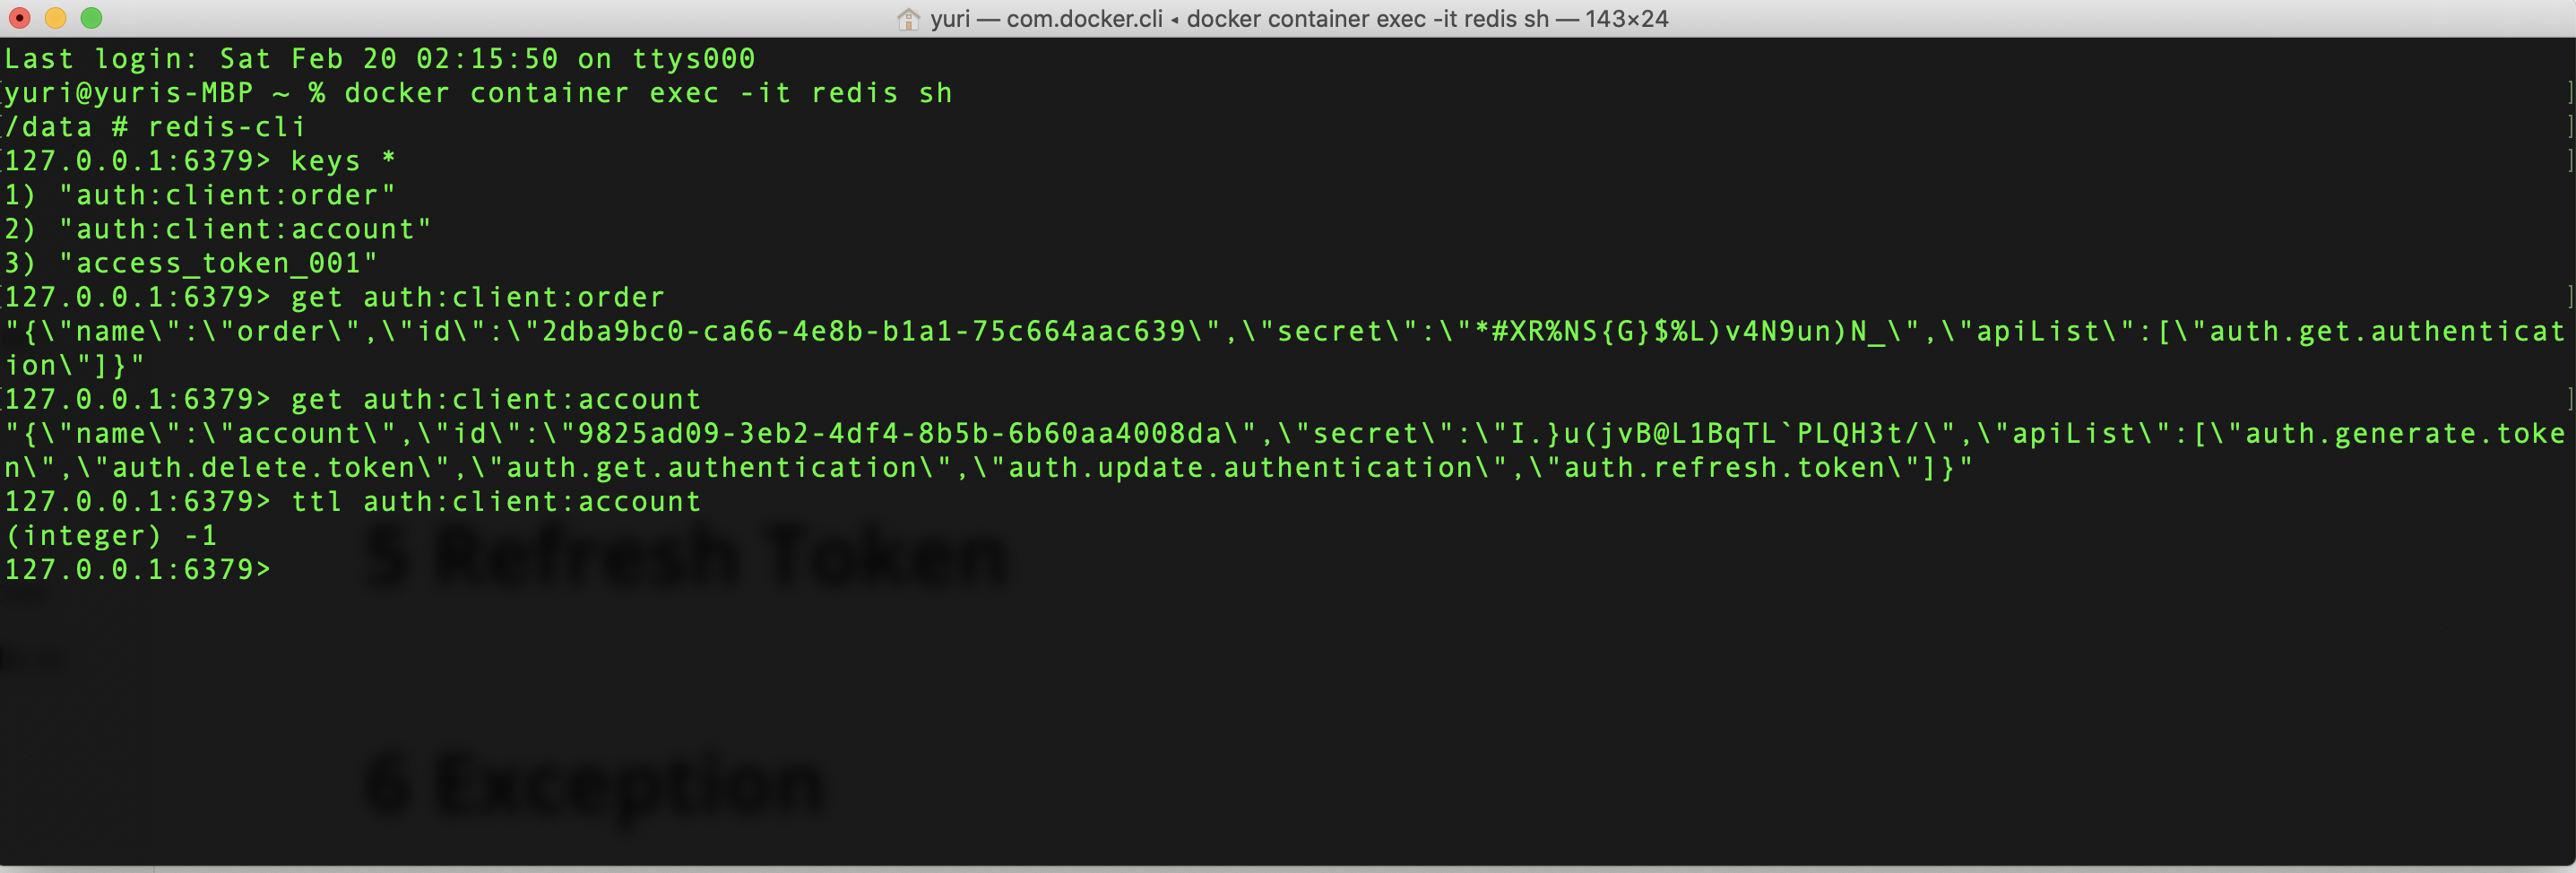 yuri — com.docker.cli ◂ docker container exec -it redis sh — 143×24
Last login: Sat Feb 20 02:15:50 on ttys000
yuri@yuris-MBP ~ % docker container exec -it redis sh
/data # redis-cli
127.0.0.1:6379> keys *
1) "auth:client:order"
2) "auth:client:account"
3) "access_token_001"
127.0.0.1:6379> get auth:client:order
"{\"name\":\"order\",\"id\":\"2dba9bc0-ca66-4e8b-b1a1-75c664aac639\",\"secret\":\"*#XR%NS{G}$%L)v4N9un)N_\",\"apiList\":[\"auth.get.authenticat
ion\"]}"
127.0.0.1:6379> get auth:client:account
"{\"name\":\"account\",\"id\":\"9825ad09-3eb2-4df4-8b5b-6b60aa4008da\",\"secret\":\"I.}u(jvB@L1BqTL`PLQH3t/\",\"apiList\":[\"auth.generate.toke
n\",\"auth.delete.token\",\"auth.get.authentication\",\"auth.update.authentication\",\"auth.refresh.token\"]}"
127.0.0.1:6379> ttl auth:client:account
(integer) -1
127.0.0.1:6379>
5 Refresh Token
6 Exception